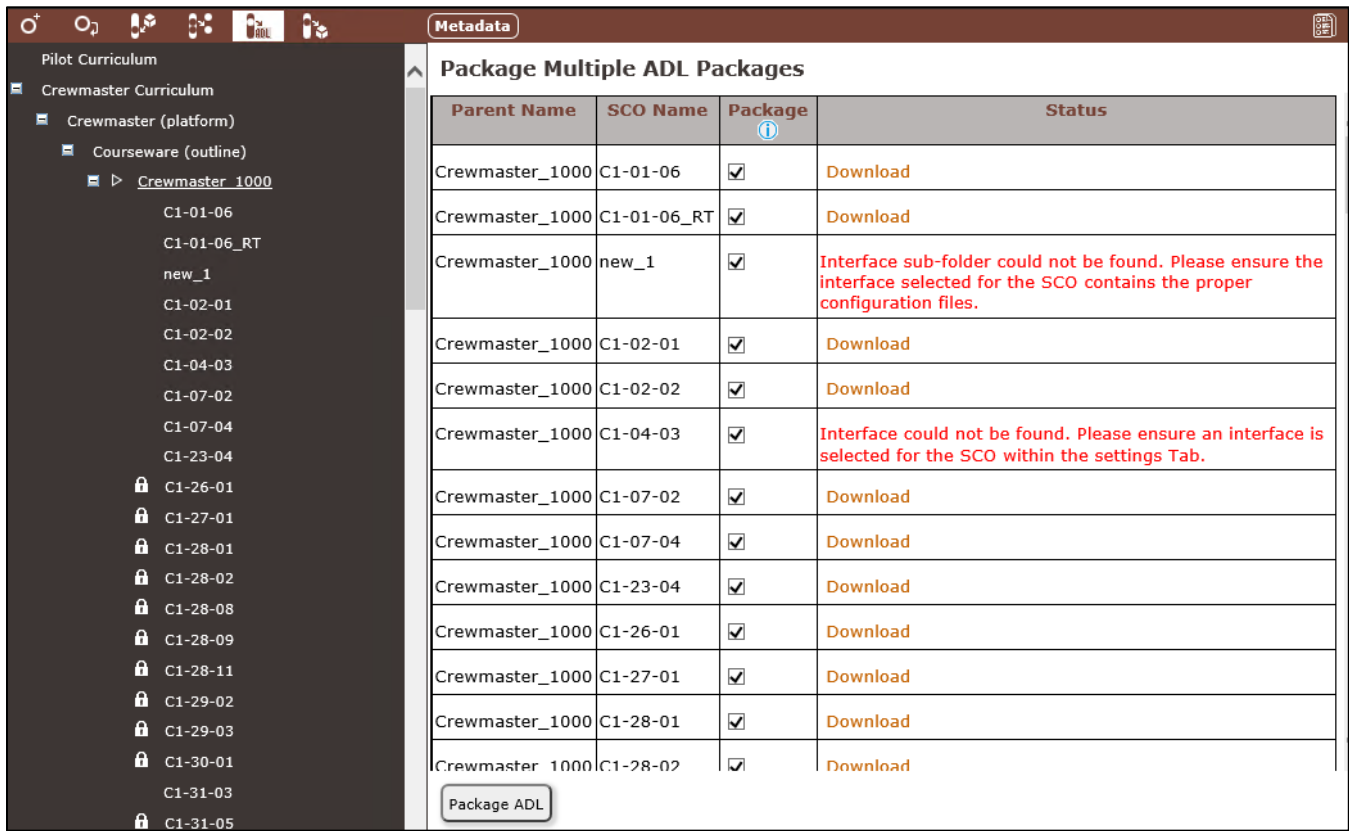 ADL
Metadata
Pilot Curriculum
Crewmaster Curriculum
Crewmaster (platform)
Courseware (outline)
Crewmaster_1000
C1-01-06
C1-01-06_RT
new_1
C1-02-01
C1-02-02
C1-04-03
C1-07-02
C1-07-04
C1-23-04
C1-26-01
C1-27-01
C1-28-01
C1-28-02
C1-28-08
C1-28-09
C1-28-11
C1-29-02
C1-29-03
C1-30-01
C1-31-03
C1-31-05
Package Multiple ADL Packages
Parent Name SCO Name Package Status
Crewmaster_1000 C1-01-06 Download
Crewmaster_1000 C1-01-06_RT Download
Crewmaster_1000 new_1 Interface sub-folder could not be found. Please ensure the
interface selected for the SCO contains the proper
configuration files.
Crewmaster_1000 C1-02-01 Download
Crewmaster_1000 C1-02-02 Download
Crewmaster_1000 C1-04-03 Interface could not be found. Please ensure an interface is
selected for the SCO within the settings Tab.
Crewmaster_1000 C1-07-02 Download
Crewmaster_1000 C1-07-04 Download
Crewmaster_1000 C1-23-04 Download
Crewmaster_1000 C1-26-01 Download
Crewmaster_1000 C1-27-01 Download
Crewmaster_1000 C1-28-01 Download
Crewmaster_1000 C1-28-02 Download
Package ADL